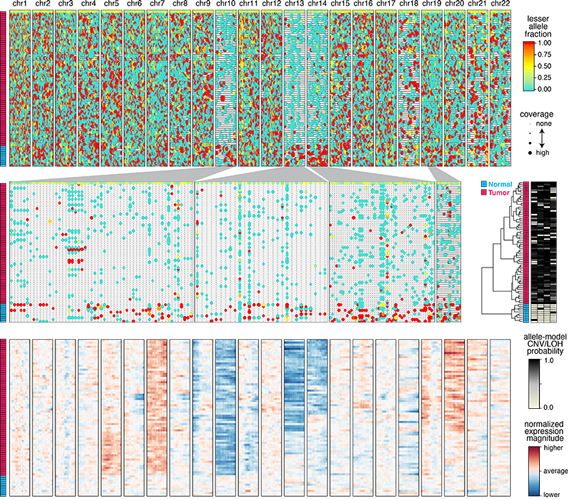 chr1 chr2 chr3 chr4 chr5 chr6 chr7 chr8 chr9 chr10 chr11 chr12 chr13 chr14 chr15 chr16 chr17 chr18 chr19 chr20 chr21 chr22
lesser
allele
fraction
1.00
0.75
0.50
0.25
0.00
coverage
none
high
Normal
Tumor
allele-model
CNV/LOH
probability
1.0
0.0
normalized
expression
magnitude
higher
average
lower